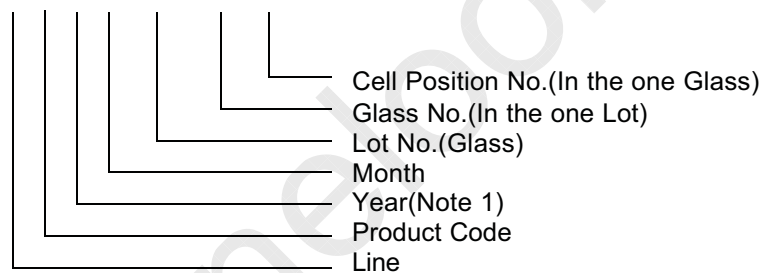 Cell Position No.(In the one Glass)
Glass No.(In the one Lot)
Lot No.(Glass)
Month
Year(Note 1)
Product Code
Line